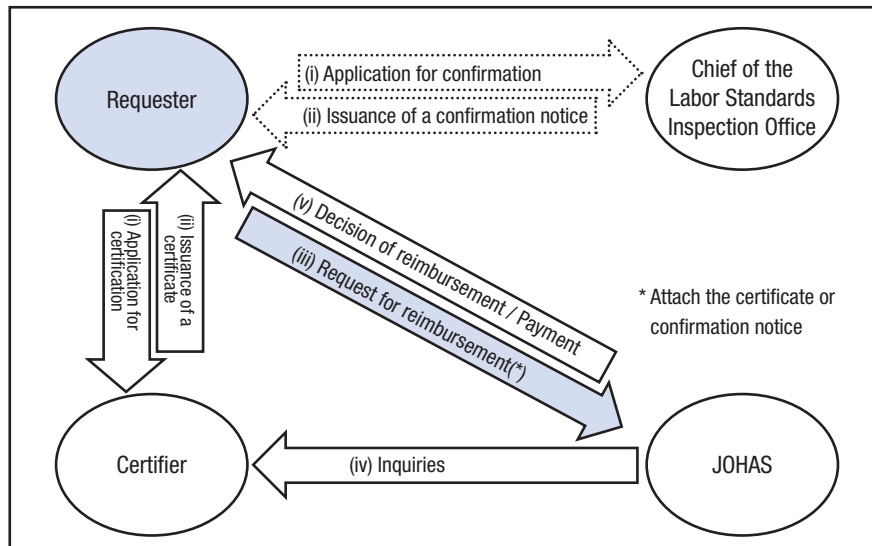 Requester
(i) Application for confirmation
(ii) Issuance of a confirmation notice
Chief of the
Labor Standards
Inspection Office
(i) Application for
certification
(ii) Issuance of a
certificate
(v) Decision of reimbursement / Payment
(iii) Request for reimbursement(*)
* Attach the certificate or
confirmation notice
Certifier
(iv) Inquiries
JOHAS